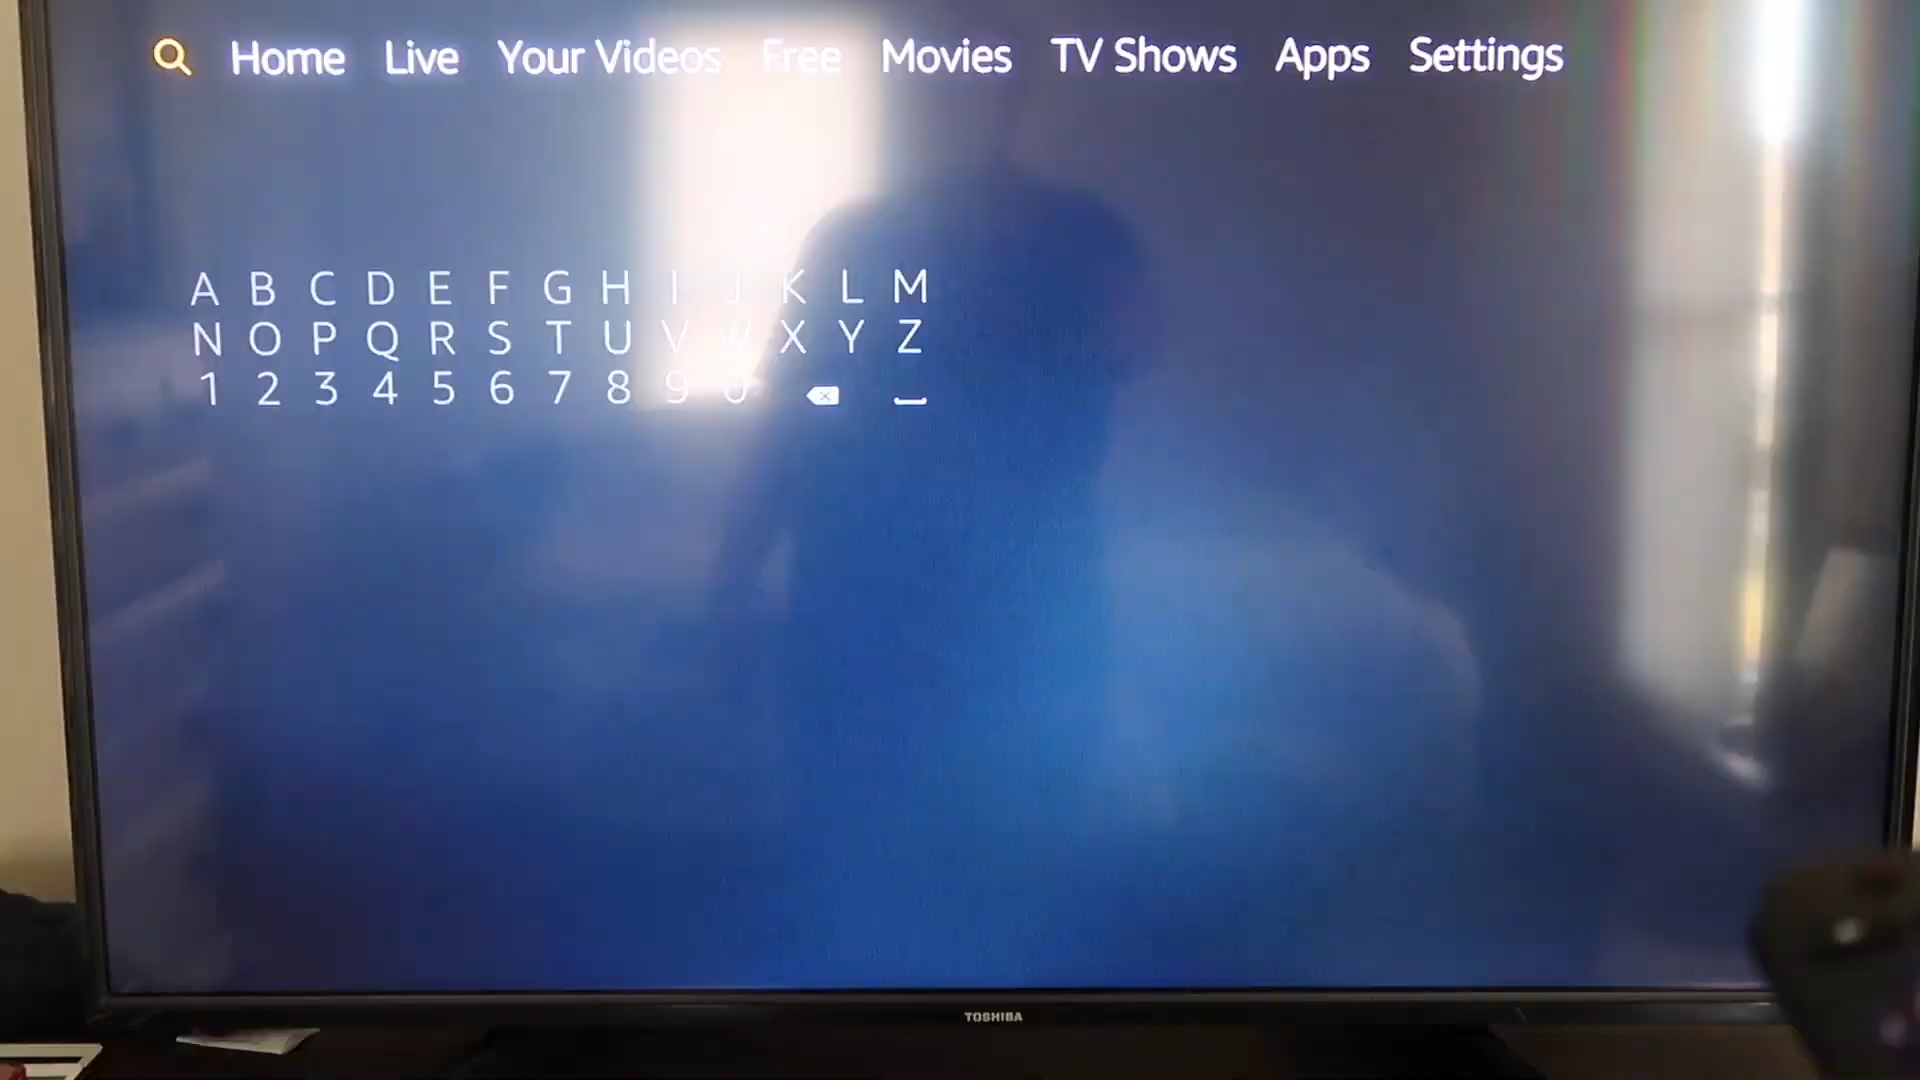 Home Live Your Videos Free Movies TV Shows Apps Settings
A B C D E F G H I J K L M
N O P Q R S T U V W X Y Z
1 2 3 4 5 6 7 8 9 0
TOSHIBA